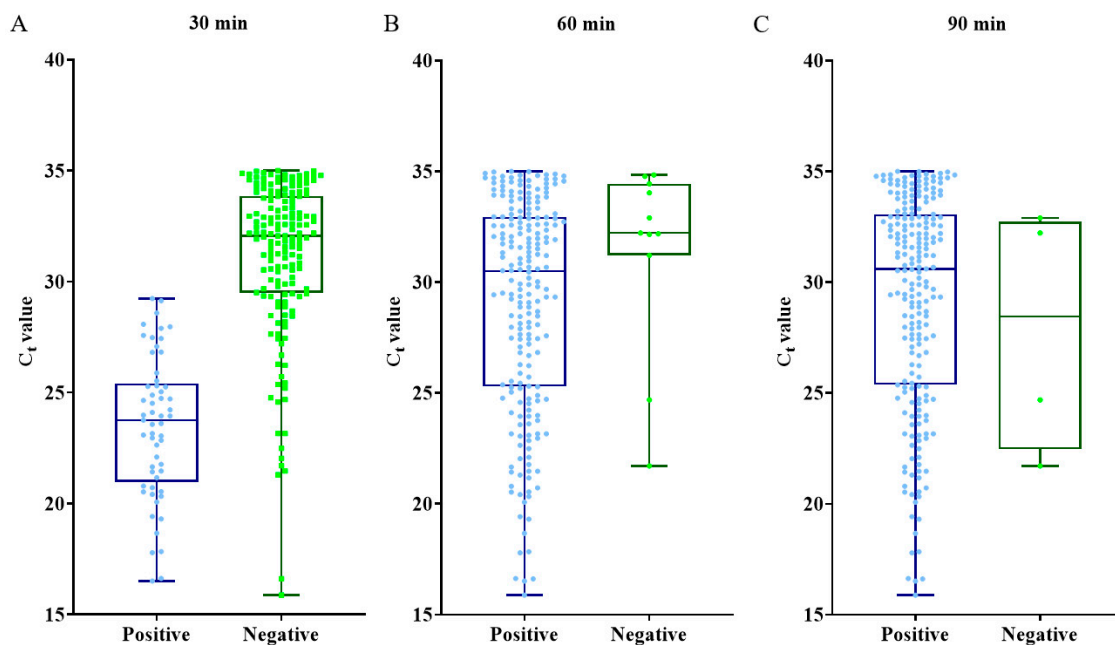 A
30 min
40
35
30
25
20
15
Ct value
Positive
Negative
B
60 min
40
35
30
25
20
15
Ct value
Positive
Negative
C
90 min
40
35
30
25
20
15
Ct value
Positive
Negative